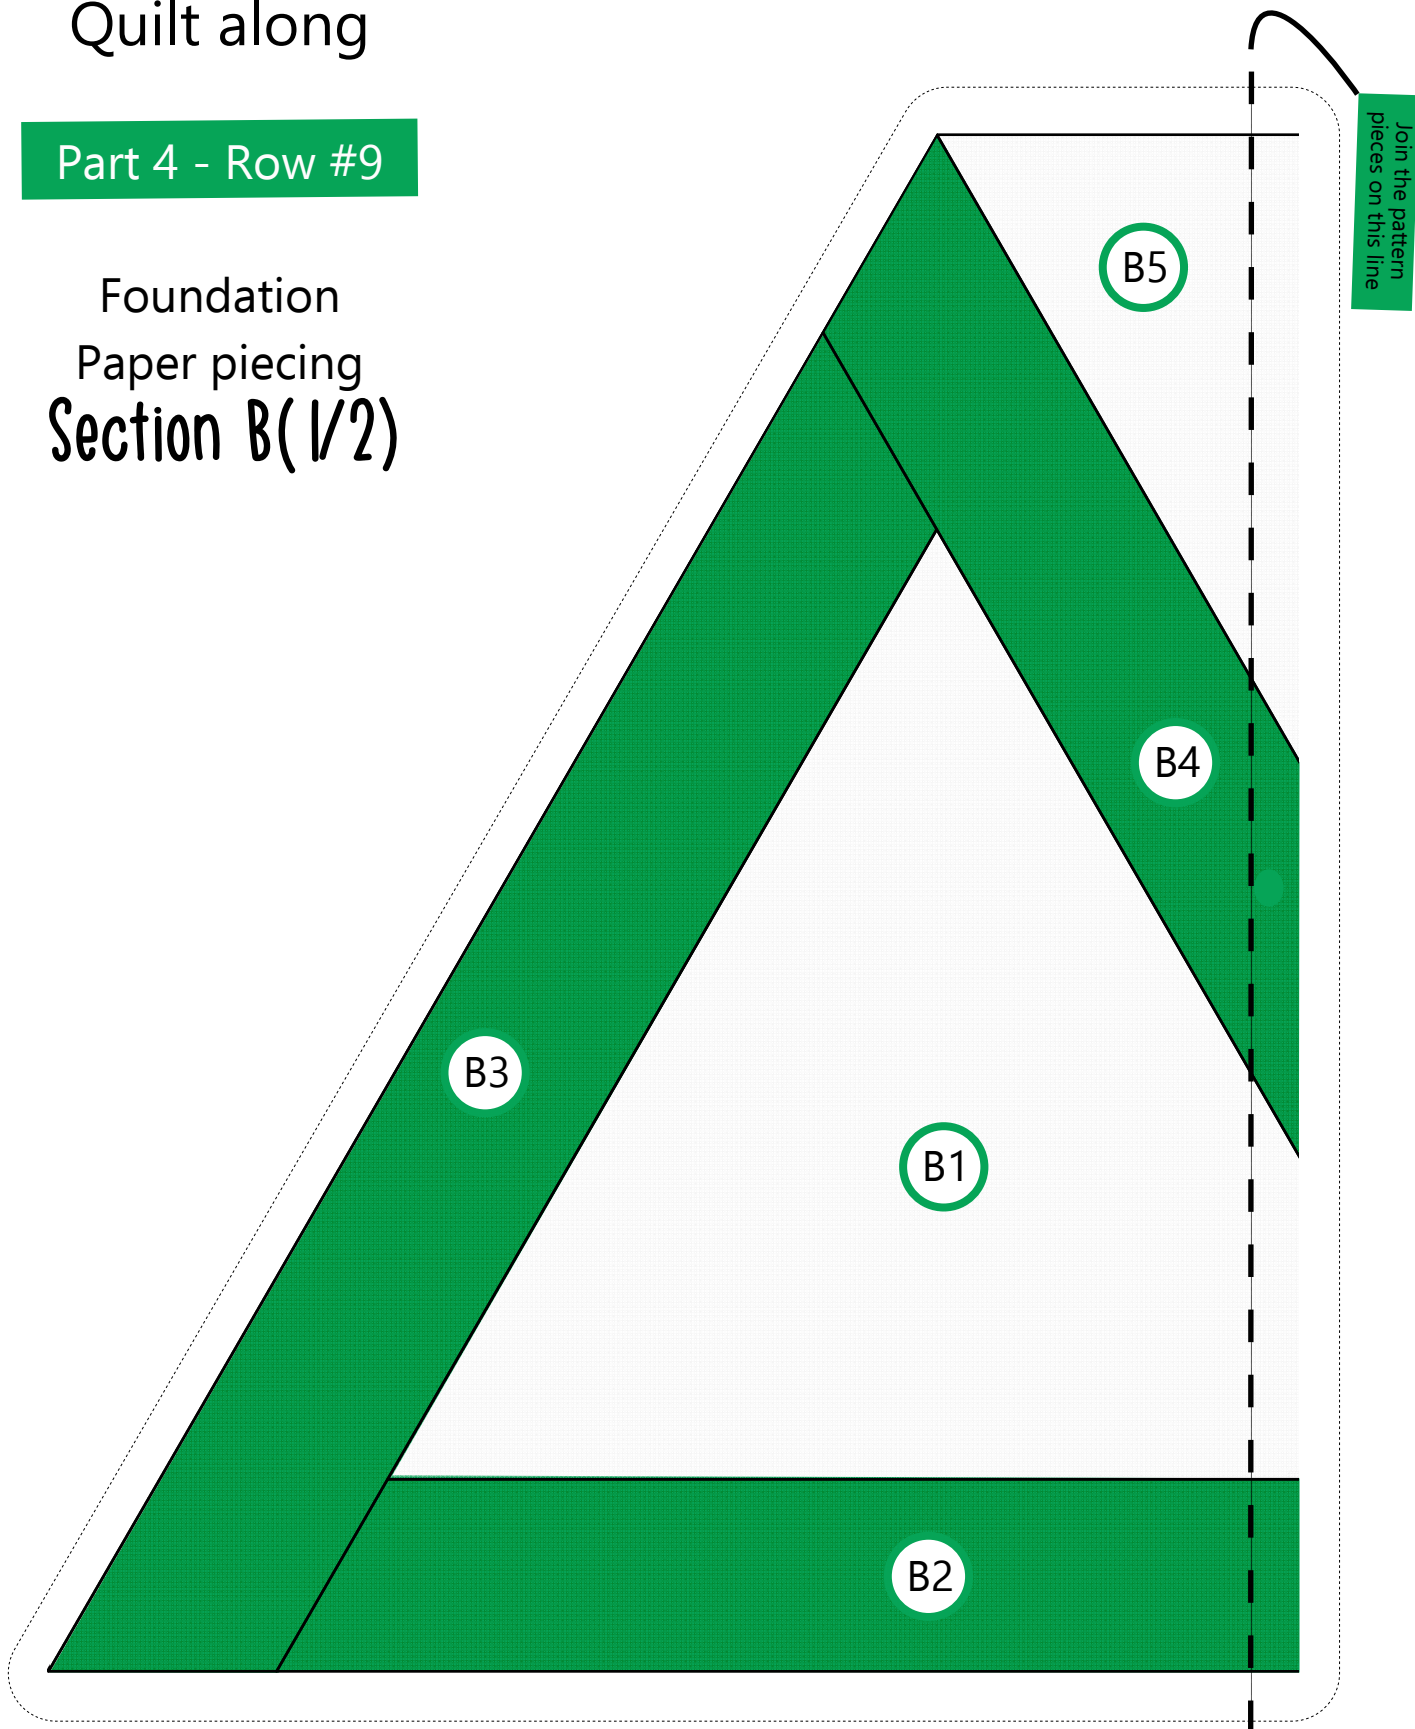 Quilt along
Part 4 - Row #9
Foundation
Paper piecing
Section B(1/2)
Join the pattern
pieces on this line
B5
B4
B3
B1
B2